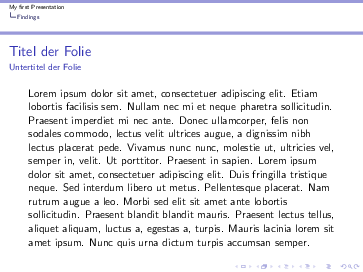 My first Presentation
Findings
Titel der Folie
Untertitel der Folie
Lorem ipsum dolor sit amet, consectetuer adipiscing elit. Etiam
lobortis facilisis sem. Nullam nec mi et neque pharetra sollicitudin.
Praesent imperdiet mi nec ante. Donec ullamcorper, felis non
sodales commodo, lectus velit ultrices augue, a dignissim nibh
lectus placerat pede. Vivamus nunc nunc, molestie ut, ultricies vel,
semper in, velit. Ut porttitor. Praesent in sapien. Lorem ipsum
dolor sit amet, consectetuer adipiscing elit. Duis fringilla tristique
neque. Sed interdum libero ut metus. Pellentesque placerat. Nam
rutrum augue a leo. Morbi sed elit sit amet ante lobortis
sollicitudin. Praesent blandit blandit mauris. Praesent lectus tellus,
aliquet aliquam, luctus a, egestas a, turpis. Mauris lacinia lorem sit
amet ipsum. Nunc quis urna dictum turpis accumsan semper.